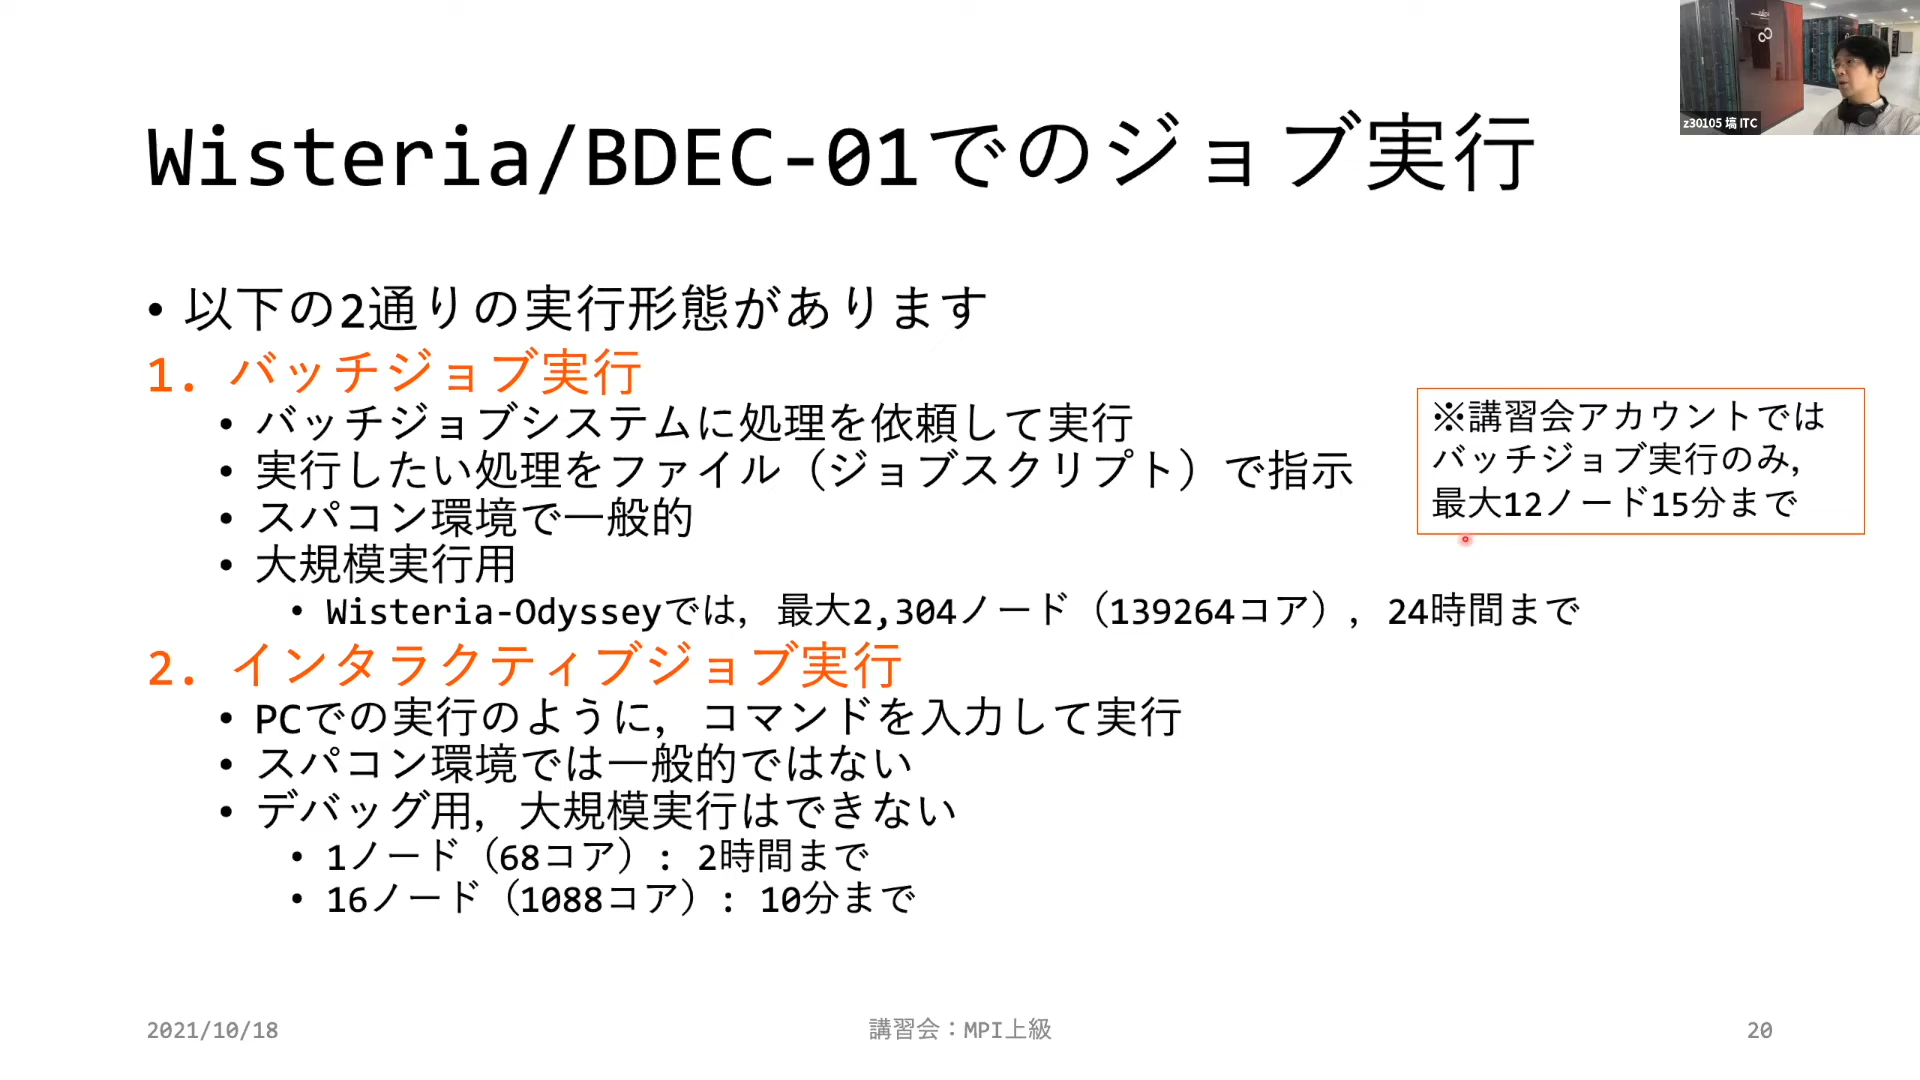 Wisteria/BDEC-01でのジョブ実行
z30105 塙 ITC
• 以下の2通りの実行形態があります
1. バッチジョブ実行
• バッチジョブシステムに処理を依頼して実行
• 実行したい処理をファイル（ジョブスクリプト）で指示
• スパコン環境で一般的
• 大規模実行用
• Wisteria-Odysseyでは，最大2,304ノード（139264コア），24時間まで
※講習会アカウントでは
バッチジョブ実行のみ，
最大12ノード15分まで
2. インタラクティブジョブ実行
• PCでの実行のように，コマンドを入力して実行
• スパコン環境では一般的ではない
• デバッグ用，大規模実行はできない
• 1ノード（68コア）: 2時間まで
• 16ノード（1088コア）: 10分まで
2021/10/18
講習会：MPI上級
20